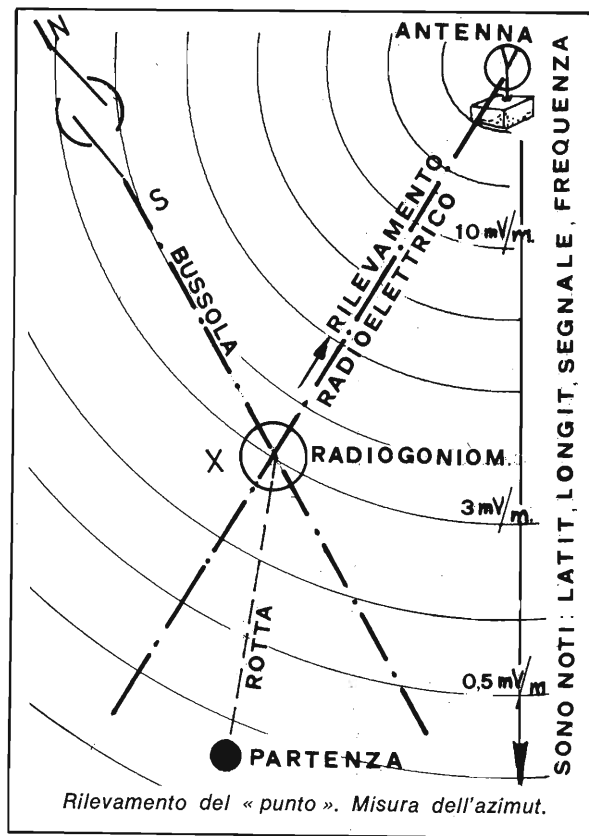 ANTENNA
N
S
BUSSOLA
RILEVAMENTO
RADIOELETTRICO
10 mV/m.
X
RADIOGONIOM.
3 mV/m.
0,5 mV/m
ROTTA
PARTENZA
SONO NOTI: LATIT, LONGIT, SEGNALE, FREQUENZA
Rilevamento del « punto ». Misura dell'azimut.